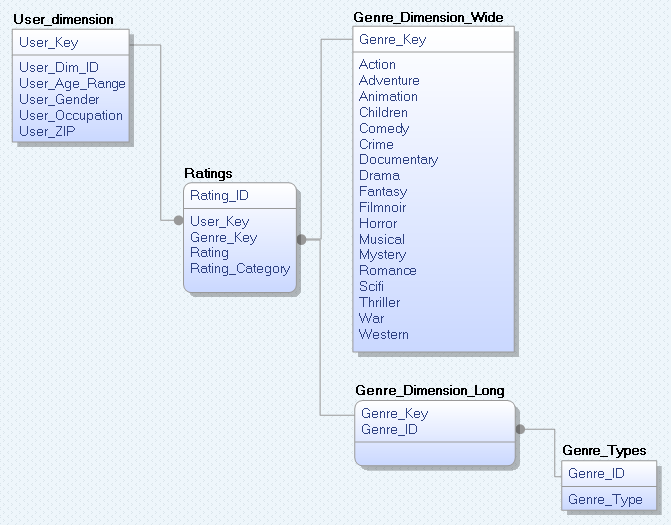 User_dimension
User_Key
User_Dim_ID
User_Age_Range
User_Gender
User_Occupation
User_ZIP
Ratings
Rating_ID
User_Key
Genre_Key
Rating
Rating_Category
Genre_Dimension_Wide
Genre_Key
Action
Adventure
Animation
Children
Comedy
Crime
Documentary
Drama
Fantasy
Filmnoir
Horror
Musical
Mystery
Romance
Scifi
Thriller
War
Western
Genre_Dimension_Long
Genre_Key
Genre_ID
Genre_Types
Genre_ID
Genre_Type